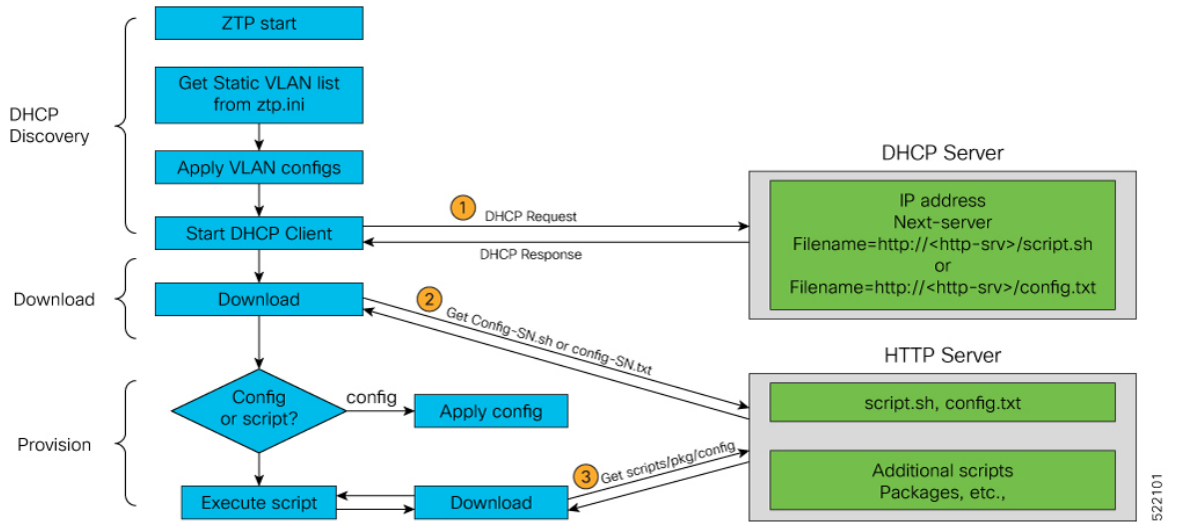 ZTP start
Get Static VLAN list
from ztp.ini
DHCP
Discovery
Apply VLAN configs
DHCP Server
1
DHCP Request
Start DHCP Client
DHCP Response
IP address
Next-server
Filename=http://<http-srv>/script.sh
or
Filename=http://<http-srv>/config.txt
Download
Download
2
Get Config-SN.sh or config-SN.txt
HTTP Server
Config
or script?
config
Apply config
script.sh, config.txt
Provision
3
Get scripts/pkg/config
Execute script
Download
Additional scripts
Packages, etc.,
522101